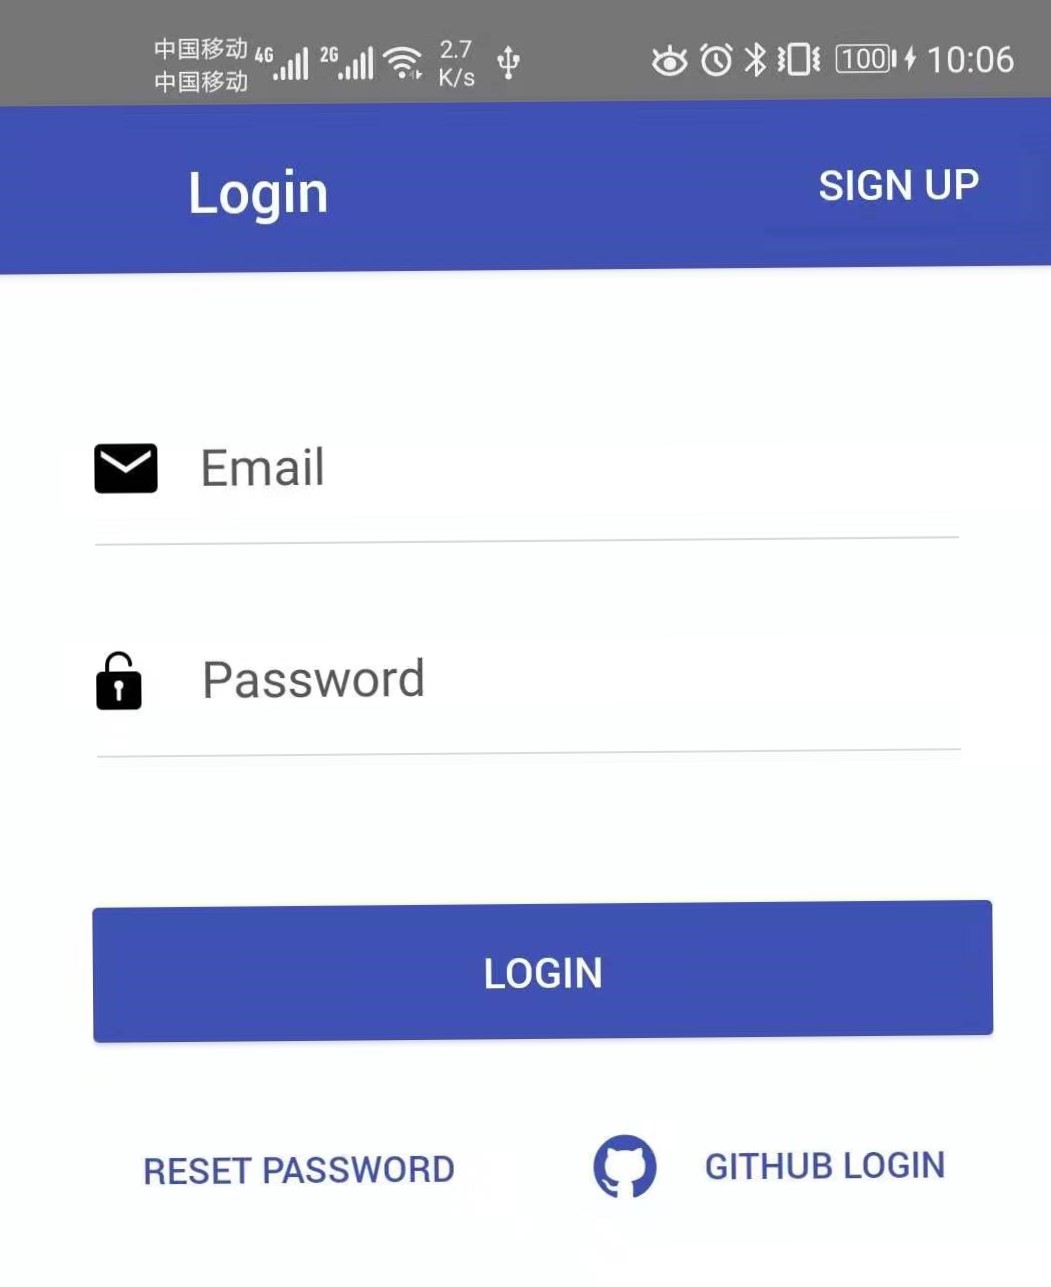 中国移动 4G 2G 2.7 100 10:06
中国移动 K/s
Login SIGN UP
Email
Password
LOGIN
RESET PASSWORD GITHUB LOGIN